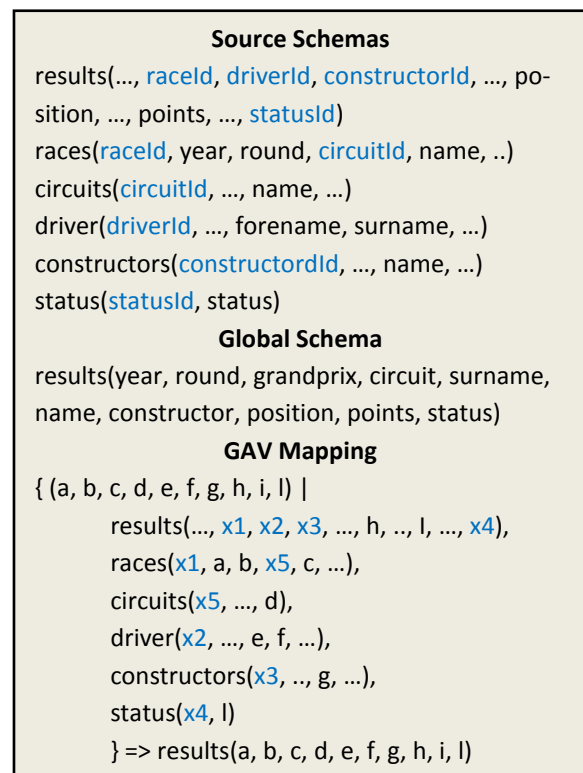 Source Schemas
results(…, raceId, driverId, constructorId, …, po-
sition, …, points, …, statusId)
races(raceId, year, round, circuitId, name, ..)
circuits(circuitId, …, name, …)
driver(driverId, …, forename, surname, …)
constructors(constructordId, …, name, …)
status(statusId, status)
Global Schema
results(year, round, grandprix, circuit, surname,
name, constructor, position, points, status)
GAV Mapping
{ (a, b, c, d, e, f, g, h, i, l) |
results(…, x1, x2, x3, …, h, .., I, …, x4),
races(x1, a, b, x5, c, …),
circuits(x5, …, d),
driver(x2, …, e, f, …),
constructors(x3, .., g, …),
status(x4, l)
} => results(a, b, c, d, e, f, g, h, i, l)